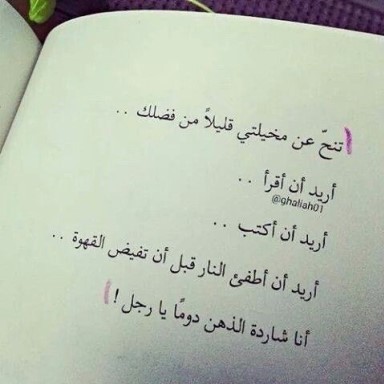 تنحّ عن مخيلتي قليلاً من فضلك . .
أريد أن أقرأ . .
@ghaliah01
أريد أن أكتب . .
أريد أن أطفئ النار قبل أن تفيض القهوة . .
أنا شاردة الذهن دومًا يا رجل !